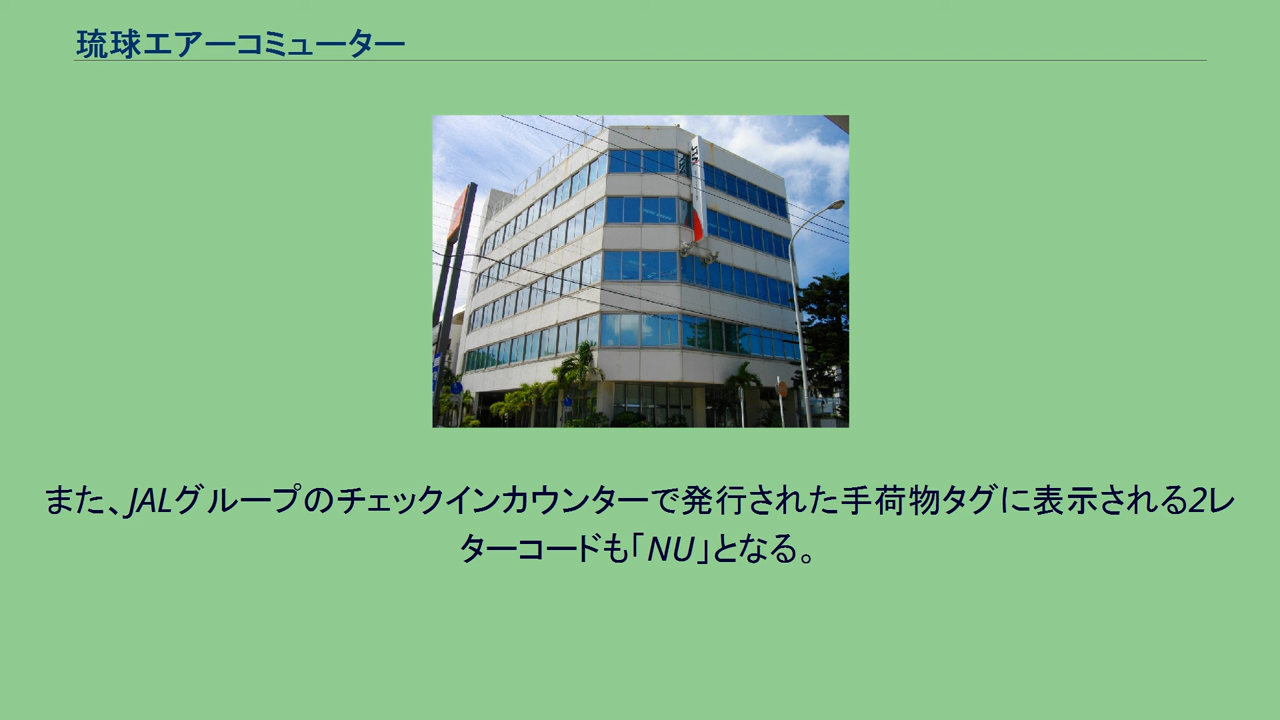 琉球エアーコミューター
JTA
また、JALグループのチェックインカウンターで発行された手荷物タグに表示される2レ
ターコードも「NU」となる。